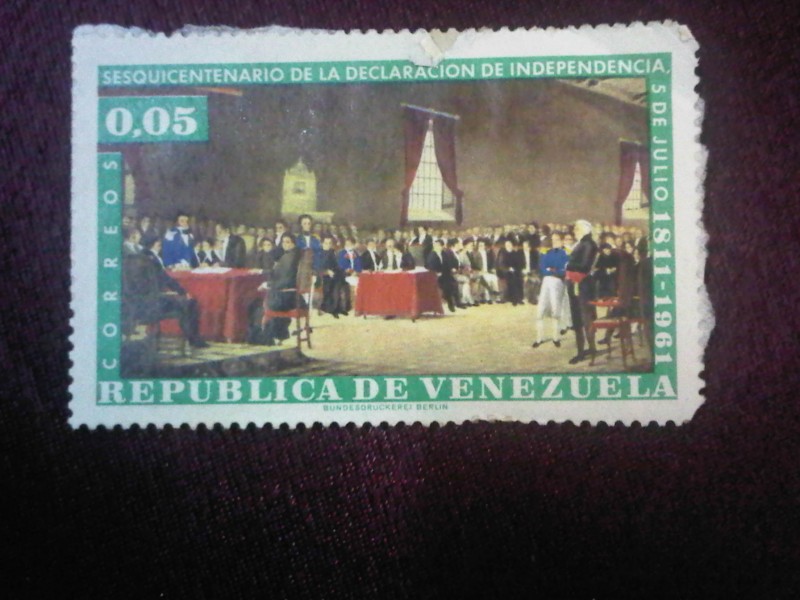 SESQUICENTENARIO DE LA DECLARACION DE INDEPENDENCIA,
5 DE JULIO 1811-1961
0,05
CORREOS
REPUBLICA DE VENEZUELA
BUNDESDRUCKEREI BERLIN